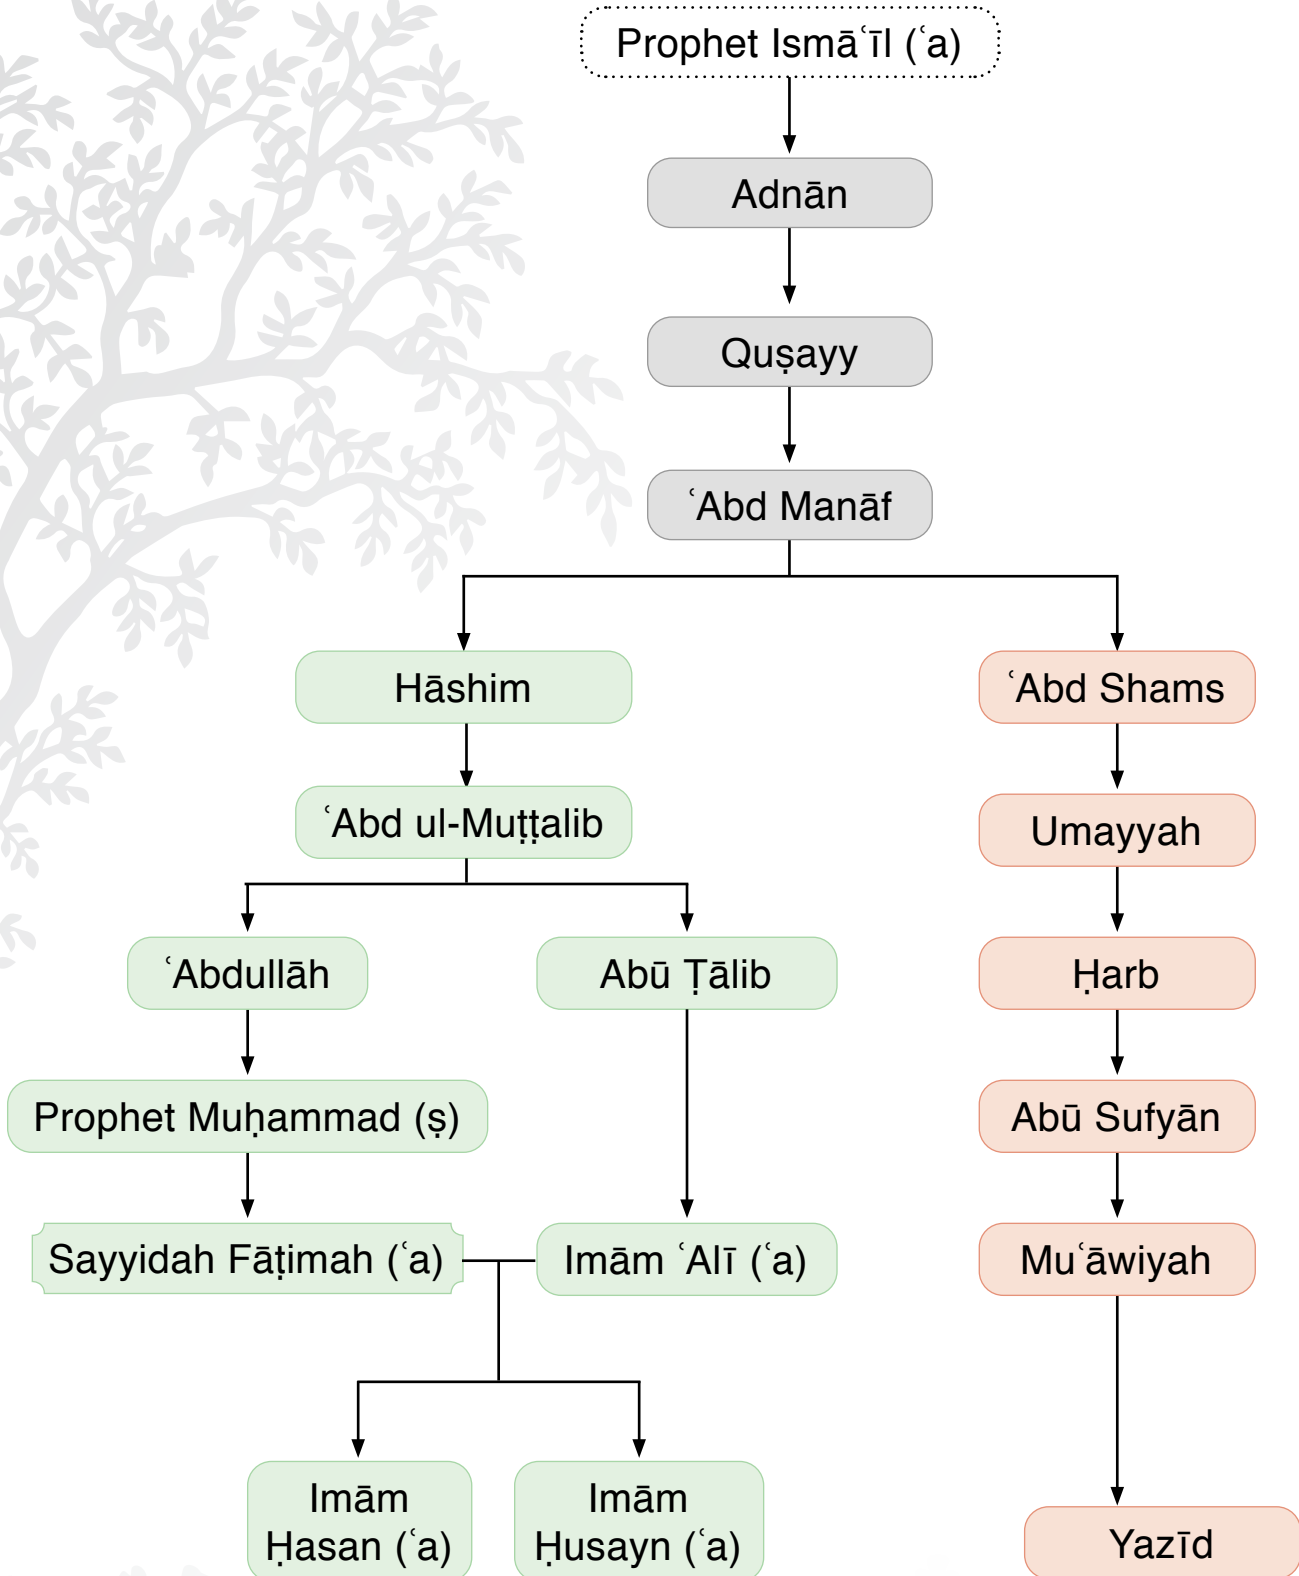 Prophet Ismāʿīl (ʿa)
Adnān
Quṣayy
ʿAbd Manāf
Hāshim
ʿAbd Shams
ʿAbd ul-Muṭṭalib
Umayyah
ʿAbdullāh
Abū Ṭālib
Ḥarb
Prophet Muḥammad (ṣ)
Abū Sufyān
Sayyidah Fāṭimah (ʿa)
Imām ʿAlī (ʿa)
Muʿāwiyah
Imām
Ḥasan (ʿa)
Imām
Ḥusayn (ʿa)
Yazīd